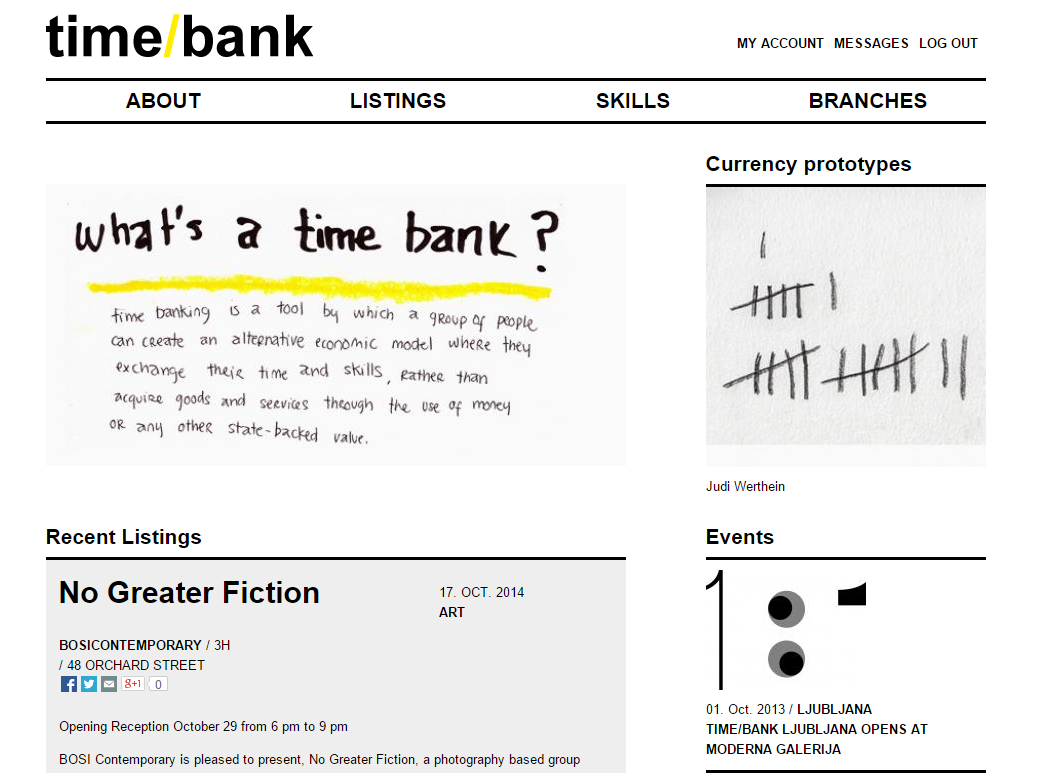 time/bank
MY ACCOUNT MESSAGES LOG OUT
ABOUT LISTINGS SKILLS BRANCHES
what's a time bank?
time banking is a tool by which a group of people
can create an alternative economic model where they
exchange their time and skills, rather than
acquire goods and services through the use of money
or any other state-backed value.
Currency prototypes
Judi Werthein
Recent Listings
No Greater Fiction
17. OCT. 2014
ART
BOSICONTEMPORARY / 3H
/ 48 ORCHARD STREET
g+1 0
Opening Reception October 29 from 6 pm to 9 pm
BOSI Contemporary is pleased to present, No Greater Fiction, a photography based group
Events
01. Oct. 2013 / LJUBLJANA
TIME/BANK LJUBLJANA OPENS AT
MODERNA GALERIJA